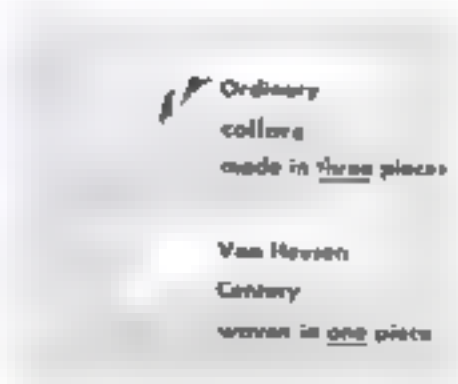 Ordinary
collars
made in three pieces
Van Heusen
Century
woven in one piece